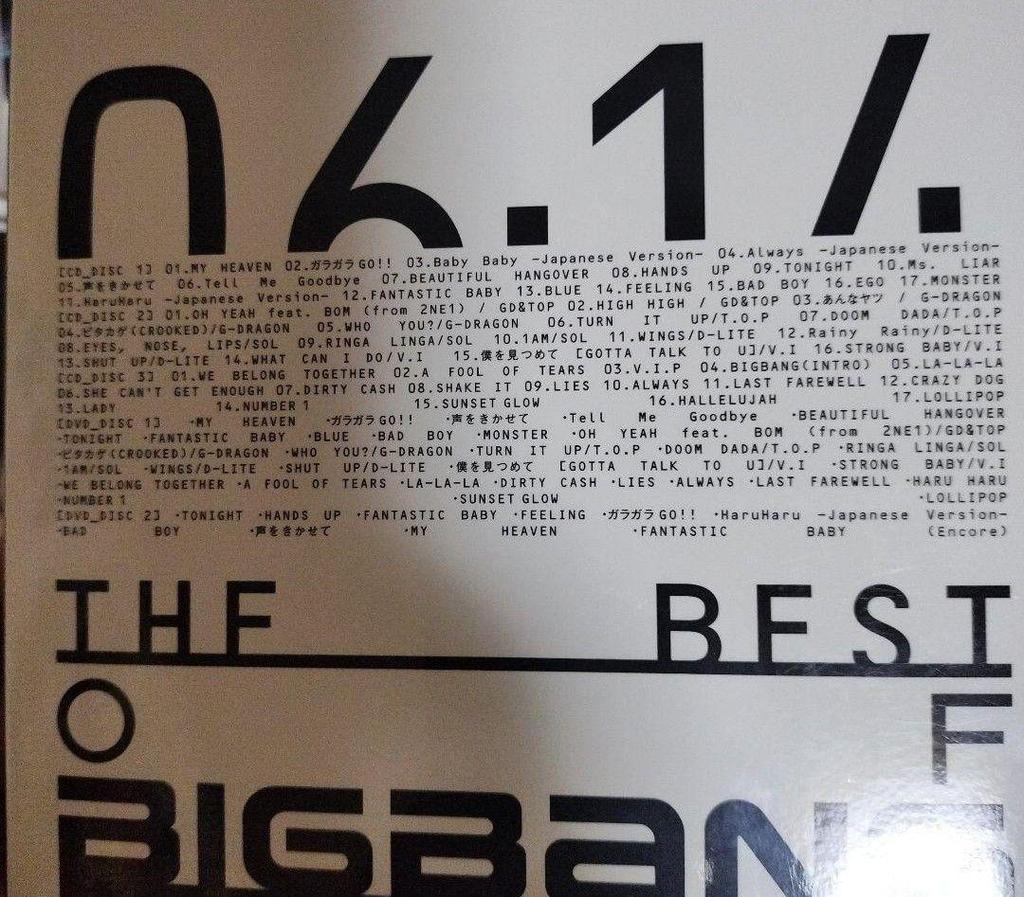 06.14
[CD_DISC 1] 01.MY HEAVEN 02.ガラガラGO!! 03.Baby Baby -Japanese Version- 04.Always -Japanese Version-
05.声をきかせて 06.Tell Me Goodbye 07.BEAUTIFUL HANGOVER 08.HANDS UP 09.TONIGHT 10.Ms. LIAR
11.HaruHaru -Japanese Version- 12.FANTASTIC BABY 13.BLUE 14.FEELING 15.BAD BOY 16.EGO 17.MONSTER
[CD_DISC 2] 01.OH YEAH feat. BOM (from 2NE1) / GD&TOP 02.HIGH HIGH / GD&TOP 03.あんなヤツ / G-DRAGON
04.ピタカゲ(CROOKED)/G-DRAGON 05.WHO YOU?/G-DRAGON 06.TURN IT UP/T.O.P 07.DOOM DADA/T.O.P
08.EYES, NOSE, LIPS/SOL 09.RINGA LINGA/SOL 10.1AM/SOL 11.WINGS/D-LITE 12.Rainy Rainy/D-LITE
13.SHUT UP/D-LITE 14.WHAT CAN I DO/V.I 15.僕を見つめて [GOTTA TALK TO U]/V.I 16.STRONG BABY/V.I
[CD_DISC 3] 01.WE BELONG TOGETHER 02.A FOOL OF TEARS 03.V.I.P 04.BIGBANG(INTRO) 05.LA-LA-LA
06.SHE CAN'T GET ENOUGH 07.DIRTY CASH 08.SHAKE IT 09.LIES 10.ALWAYS 11.LAST FAREWELL 12.CRAZY DOG
13.LADY 14.NUMBER 1 15.SUNSET GLOW 16.HALLELUJAH 17.LOLLIPOP
[DVD_DISC 1] ·MY HEAVEN ·ガラガラGO!! ·声をきかせて ·Tell Me Goodbye ·BEAUTIFUL HANGOVER
·TONIGHT ·FANTASTIC BABY ·BLUE ·BAD BOY ·MONSTER ·OH YEAH feat. BOM (from 2NE1)/GD&TOP
·ピタカゲ(CROOKED)/G-DRAGON ·WHO YOU?/G-DRAGON ·TURN IT UP/T.O.P ·DOOM DADA/T.O.P ·RINGA LINGA/SOL
·1AM/SOL ·WINGS/D-LITE ·SHUT UP/D-LITE ·僕を見つめて [GOTTA TALK TO U]/V.I ·STRONG BABY/V.I
·WE BELONG TOGETHER ·A FOOL OF TEARS ·LA-LA-LA ·DIRTY CASH ·LIES ·ALWAYS ·LAST FAREWELL ·HARU HARU
·NUMBER 1 ·SUNSET GLOW ·LOLLIPOP
[DVD_DISC 2] ·TONIGHT ·HANDS UP ·FANTASTIC BABY ·FEELING ·ガラガラGO!! ·HaruHaru -Japanese Version-
·BAD BOY ·声をきかせて ·MY HEAVEN ·FANTASTIC BABY (Encore)
THE BEST
OF
BIGBANG